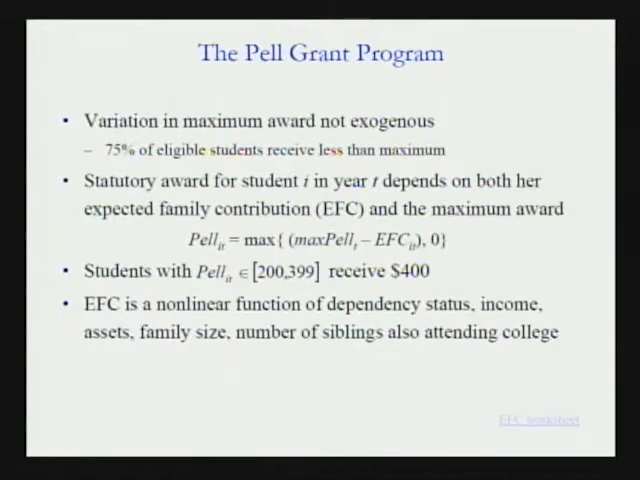 The Pell Grant Program
• Variation in maximum award not exogenous
– 75% of eligible students receive less than maximum
• Statutory award for student i in year t depends on both her
expected family contribution (EFC) and the maximum award
Pell_it = max{ (maxPell_t – EFC_it), 0}
• Students with Pell_it ∈ [200,399] receive $400
• EFC is a nonlinear function of dependency status, income,
assets, family size, number of siblings also attending college
EFC worksheet